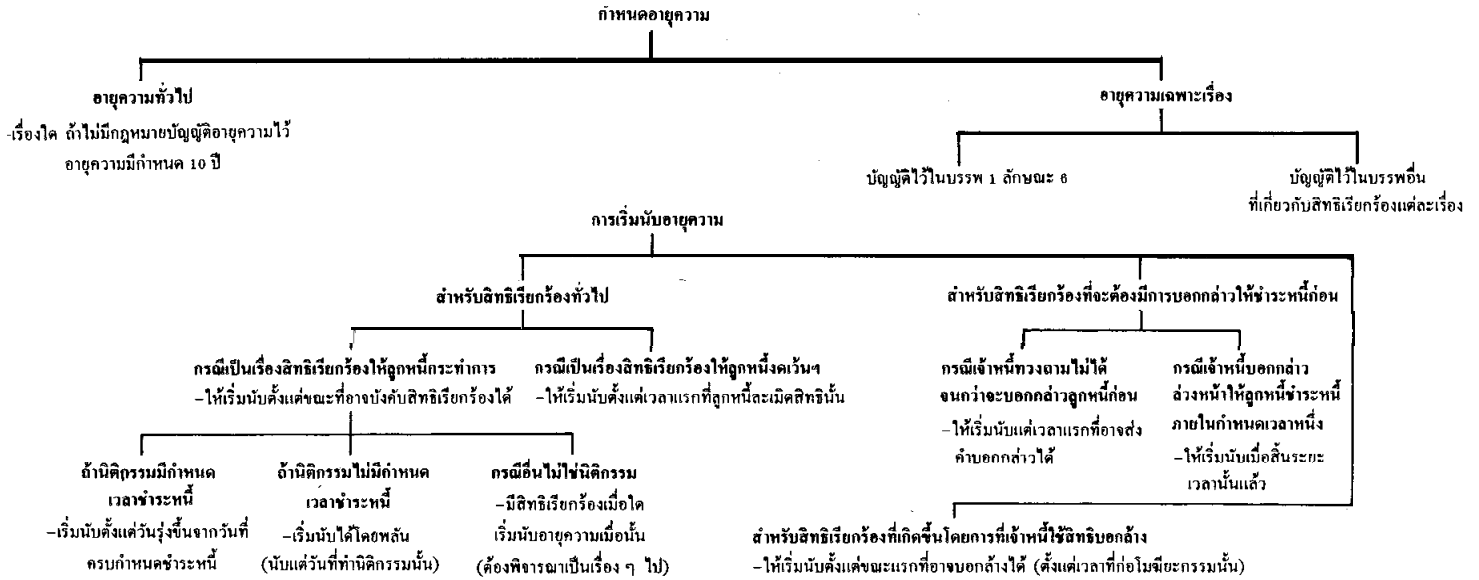 กำหนดอายุความ
อายุความทั่วไป
-เรื่องใด ถ้าไม่มีกฎหมายบัญญัติอายุความไว้
อายุความมีกำหนด 10 ปี
อายุความเฉพาะเรื่อง
บัญญัติไว้ในบรรพ 1 ลักษณะ 6
บัญญัติไว้ในบรรพอื่น
ที่เกี่ยวกับสิทธิเรียกร้องแต่ละเรื่อง
การเริ่มนับอายุความ
สำหรับสิทธิเรียกร้องทั่วไป
กรณีเป็นเรื่องสิทธิเรียกร้องให้ลูกหนี้กระทำการ
-ให้เริ่มนับตั้งแต่ขณะที่อาจบังคับสิทธิเรียกร้องได้
กรณีเป็นเรื่องสิทธิเรียกร้องให้ลูกหนี้งดเว้นฯ
-ให้เริ่มนับตั้งแต่เวลาแรกที่ลูกหนี้ละเมิดสิทธินั้น
ถ้านิติกรรมมีกำหนด
เวลาชำระหนี้
-เริ่มนับตั้งแต่วันรุ่งขึ้นจากวันที่
ครบกำหนดชำระหนี้
ถ้านิติกรรมไม่มีกำหนด
เวลาชำระหนี้
-เริ่มนับได้โดยพลัน
(นับแต่วันที่ทำนิติกรรมนั้น)
กรณีอื่นไม่ใช่นิติกรรม
-มีสิทธิเรียกร้องเมื่อใด
เริ่มนับอายุความเมื่อนั้น
(ต้องพิจารณาเป็นเรื่อง ๆ ไป)
สำหรับสิทธิเรียกร้องที่จะต้องมีการบอกกล่าวให้ชำระหนี้ก่อน
กรณีเจ้าหนี้ทวงถามไม่ได้
จนกว่าจะบอกกล่าวลูกหนี้ก่อน
-ให้เริ่มนับแต่เวลาแรกที่อาจส่ง
คำบอกกล่าวได้
กรณีเจ้าหนี้บอกกล่าว
ล่วงหน้าให้ลูกหนี้ชำระหนี้
ภายในกำหนดเวลาหนึ่ง
-ให้เริ่มนับเมื่อสิ้นระยะ
เวลานั้นแล้ว
สำหรับสิทธิเรียกร้องที่เกิดขึ้นโดยการที่เจ้าหนี้ใช้สิทธิบอกล้าง
-ให้เริ่มนับตั้งแต่ขณะแรกที่อาจบอกล้างได้ (ตั้งแต่เวลาที่ก่อโมฆียะกรรมนั้น)